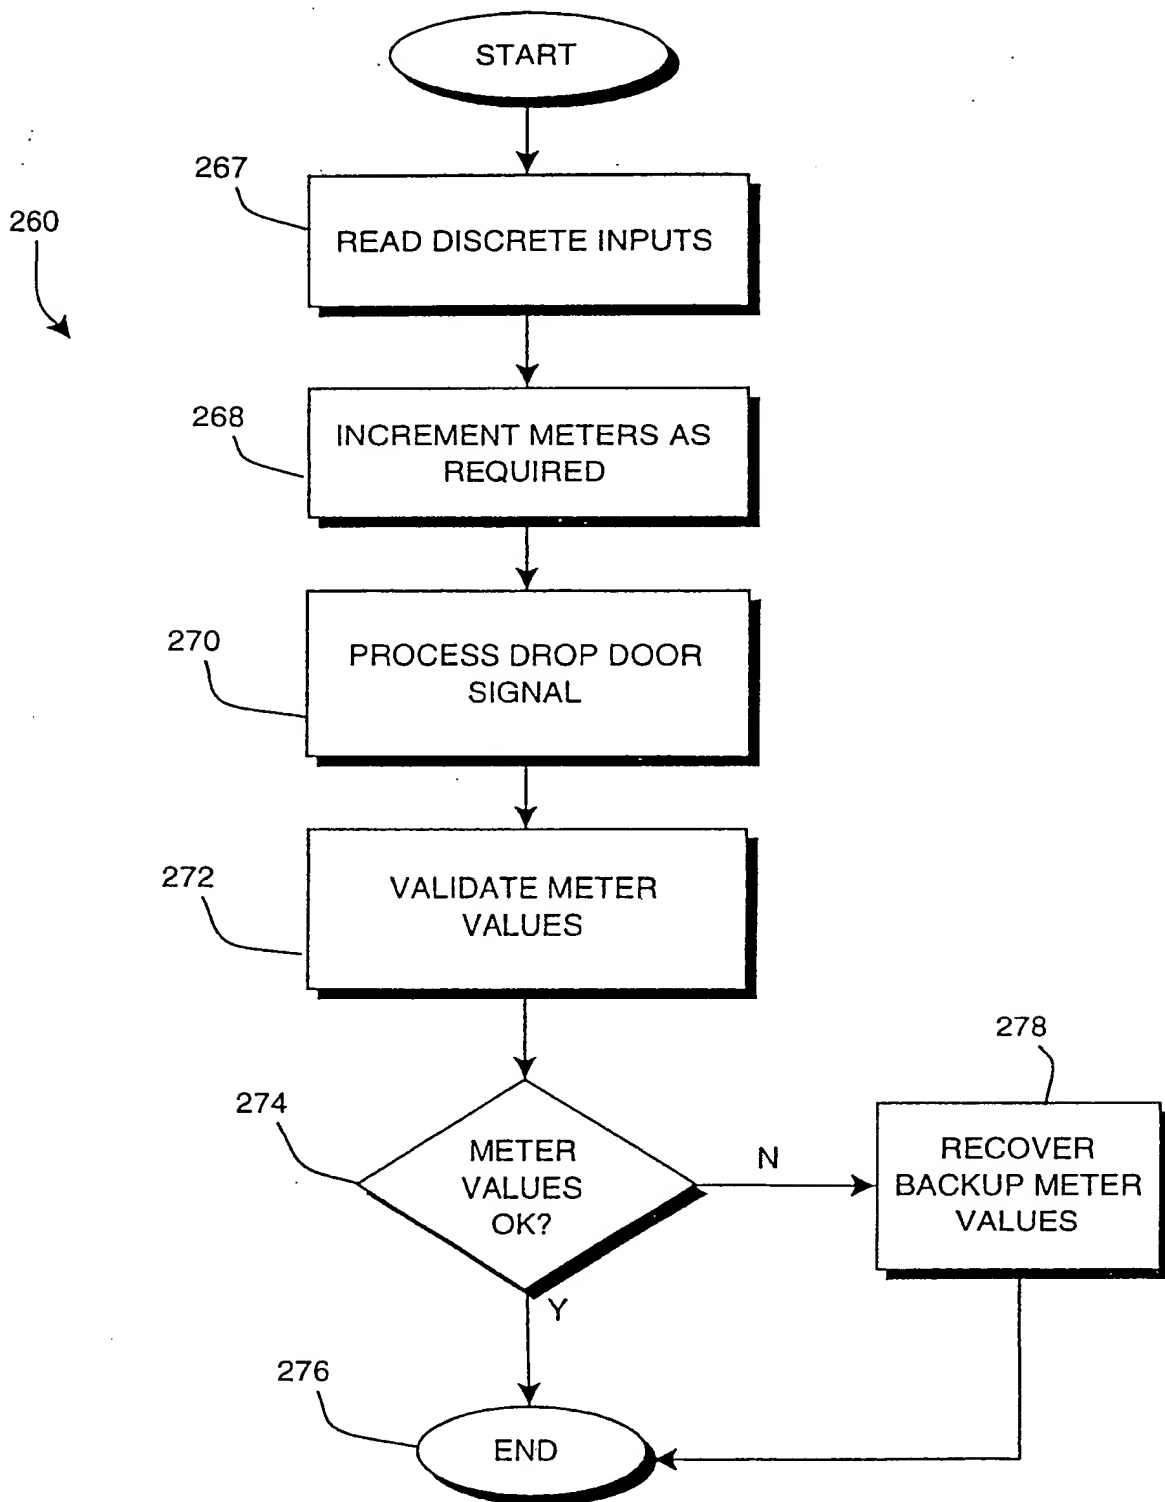 START
267
READ DISCRETE INPUTS
260
268
INCREMENT METERS AS
REQUIRED
270
PROCESS DROP DOOR
SIGNAL
272
VALIDATE METER
VALUES
274
METER
VALUES
OK?
N
278
RECOVER
BACKUP METER
VALUES
Y
276
END